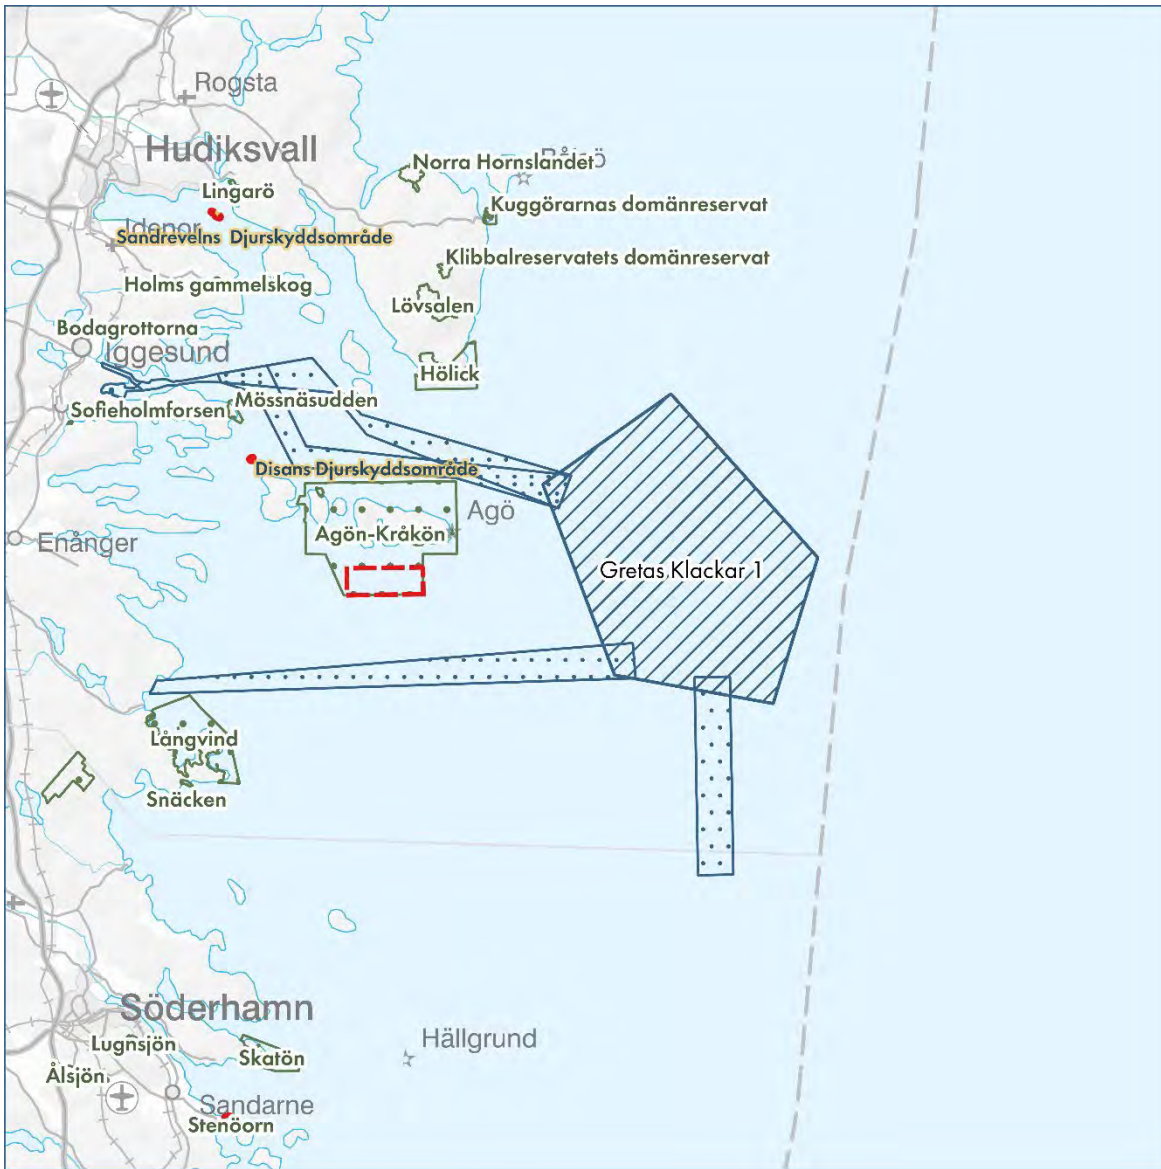 Rogsta
Hudiksvall
Norra Hornslandet
Lingarö
Kuggörarnas domänreservat
Idenor
Sandrevelns Djurskyddsområde
Klibbalreservatets domänreservat
Holms gammelskog
Lövsalen
Bodagrottorna
Iggesund
Hölick
Mössnäsudden
Sofieholmforsen
Disans Djurskyddsområde
Agö
Agön-Kråkön
Enånger
Gretas Klackar 1
Långvind
Snäcken
Söderhamn
Hällgrund
Lugnsjön
Skatön
Ålsjön
Sandarne
Stenöorn